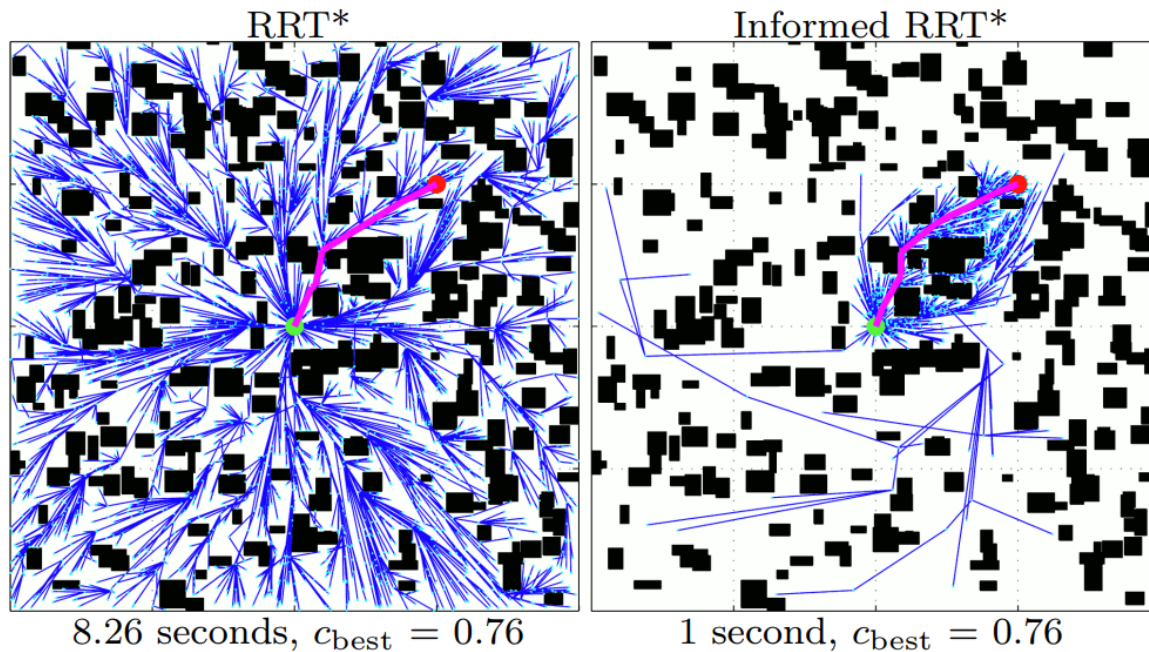 RRT*
Informed RRT*
8.26 seconds, c_best = 0.76
1 second, c_best = 0.76